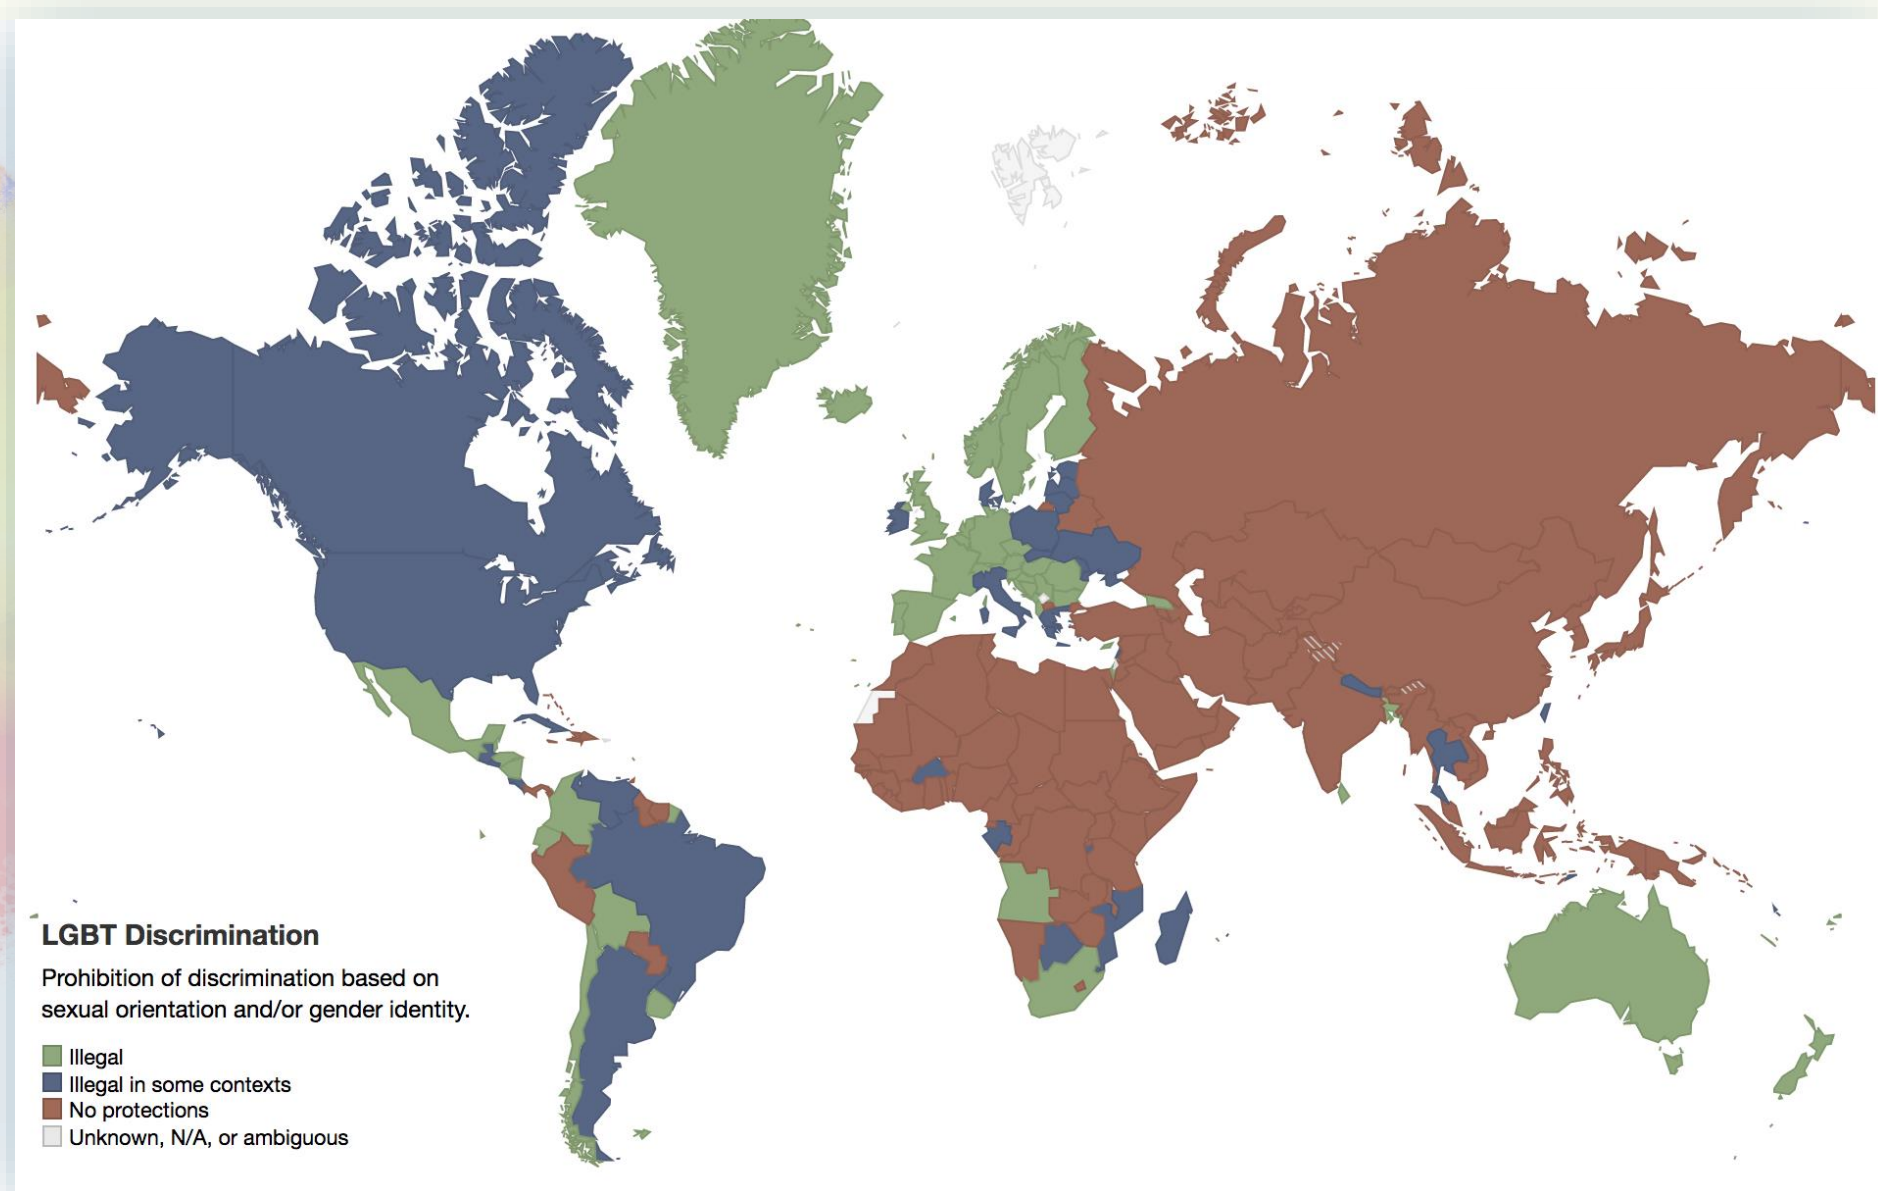 LGBT Discrimination
Prohibition of discrimination based on
sexual orientation and/or gender identity.
Illegal
Illegal in some contexts
No protections
Unknown, N/A, or ambiguous